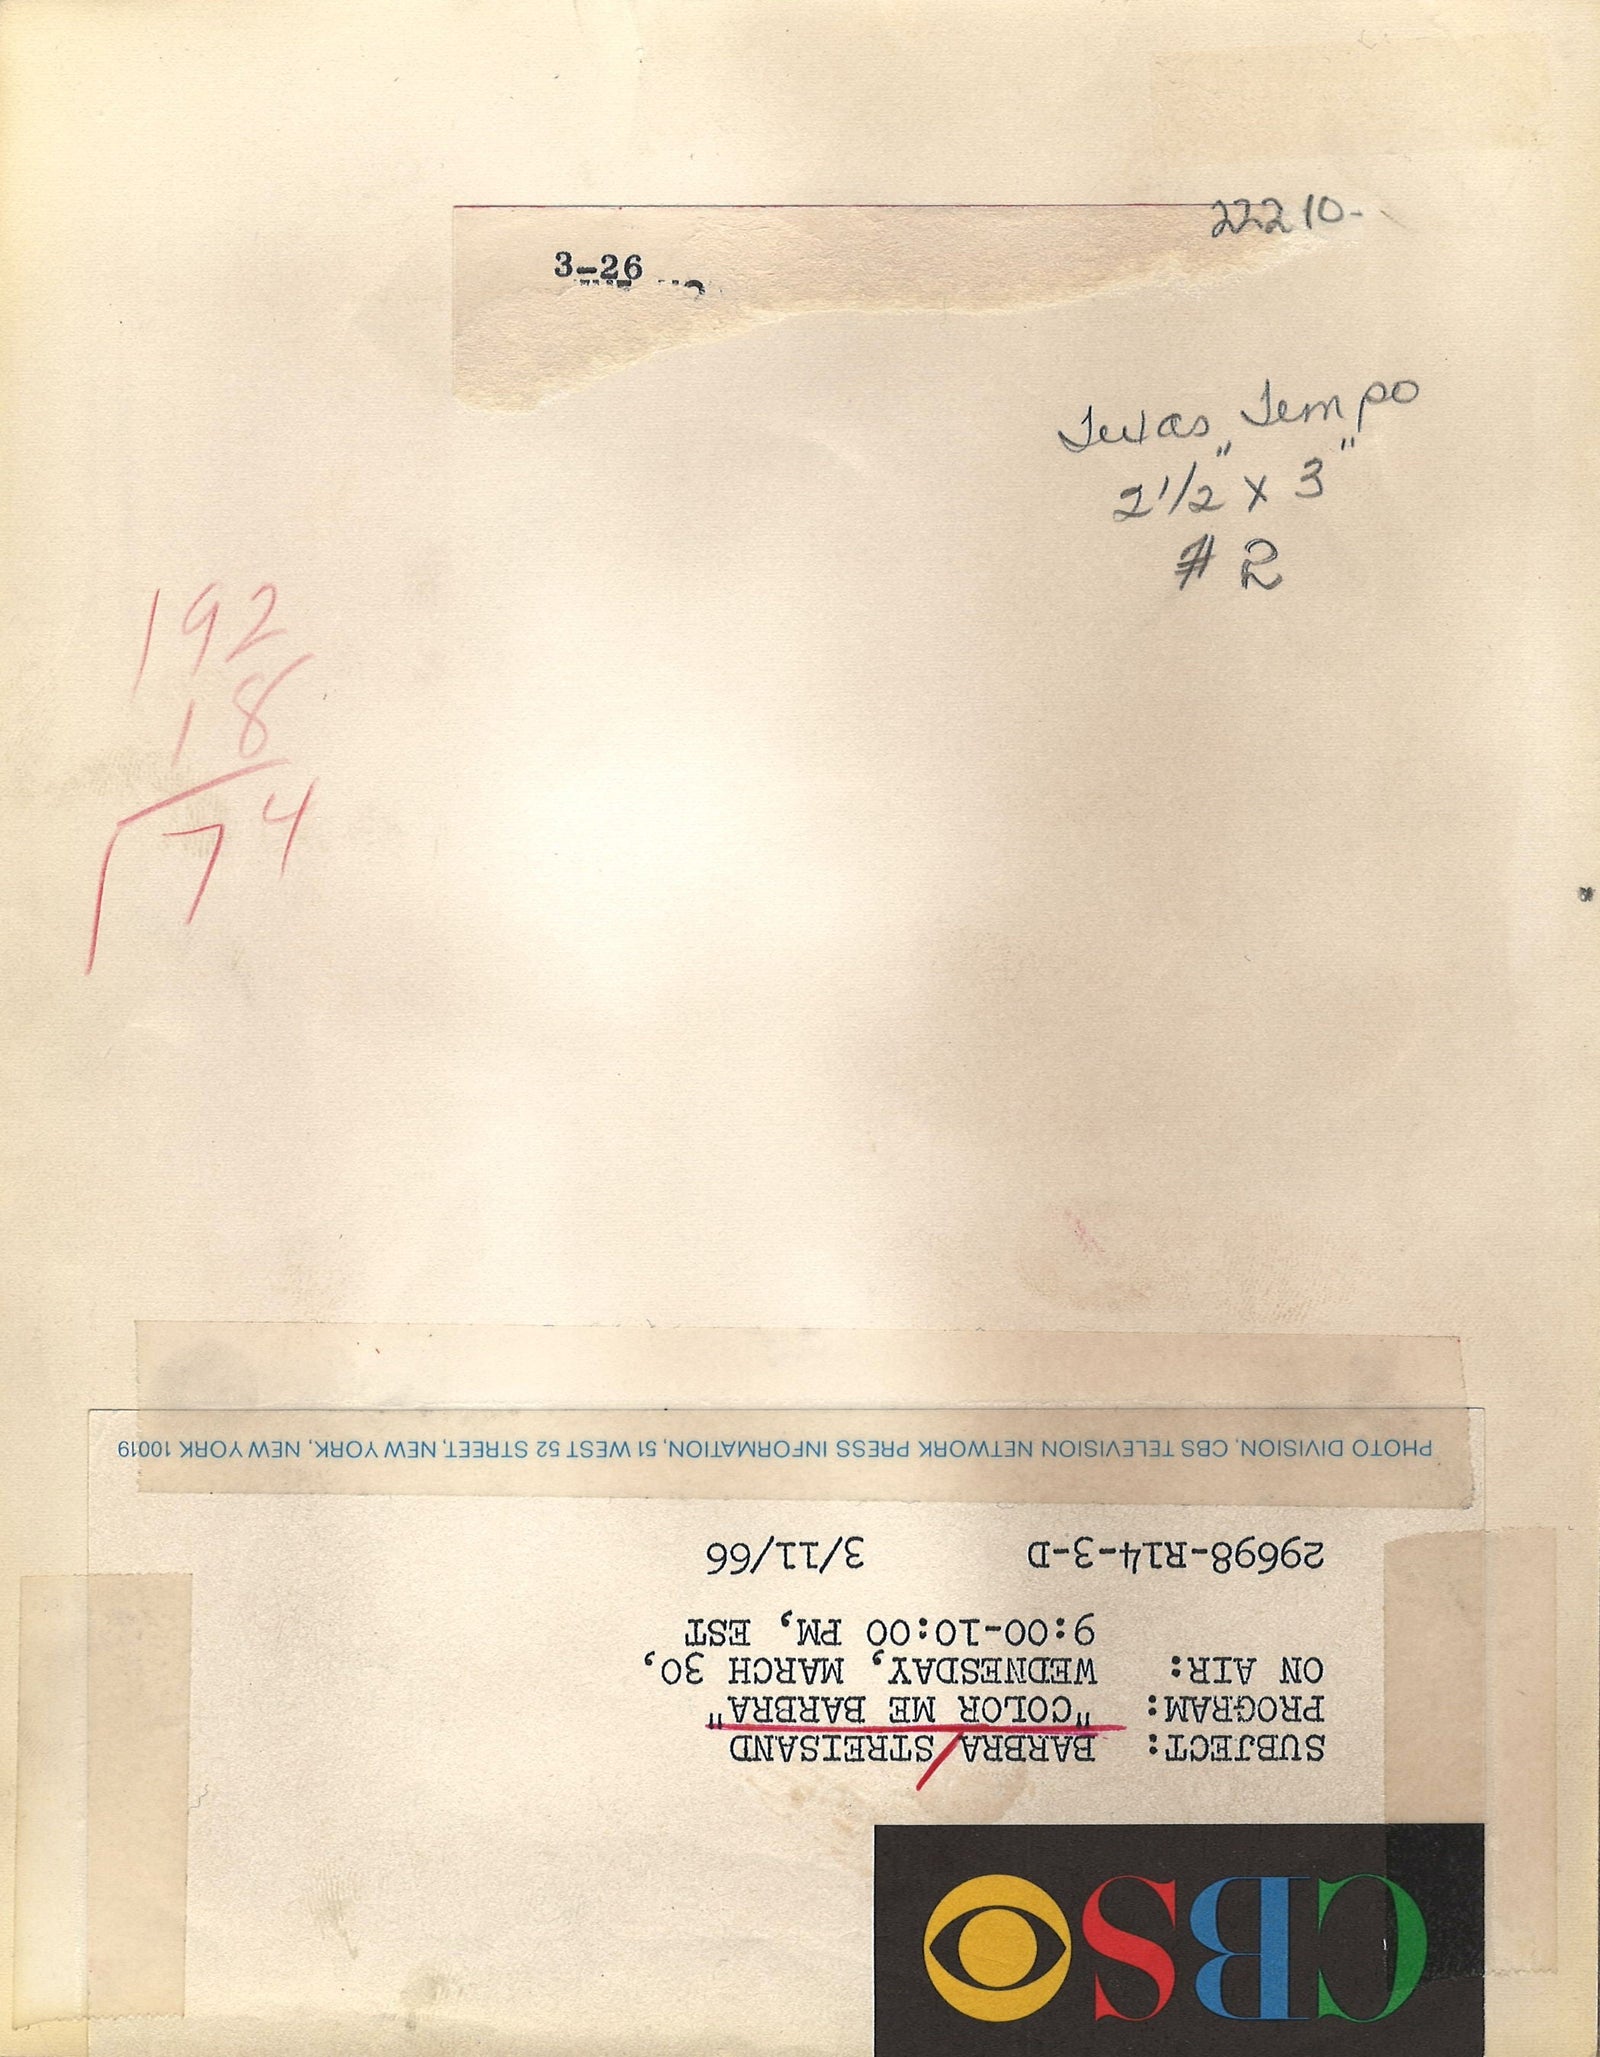 22210-
3-26
Texas Tempo
2 1/2" x 3"
# 2
192
18
174
CBS
SUBJECT: BARBRA STREISAND
PROGRAM: "COLOR ME BARBRA"
ON AIR: WEDNESDAY, MARCH 30,
9:00-10:00 PM, EST
29698-R14-3-D 3/11/66
PHOTO DIVISION, CBS TELEVISION NETWORK PRESS INFORMATION, 51 WEST 52 STREET, NEW YORK, NEW YORK 10019